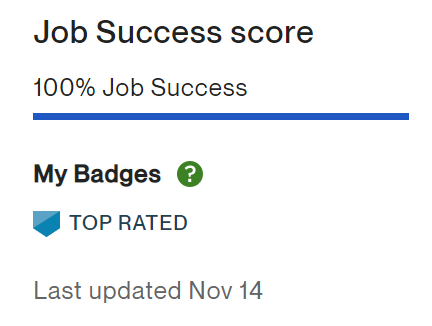 Job Success score
100% Job Success
My Badges ?
TOP RATED
Last updated Nov 14